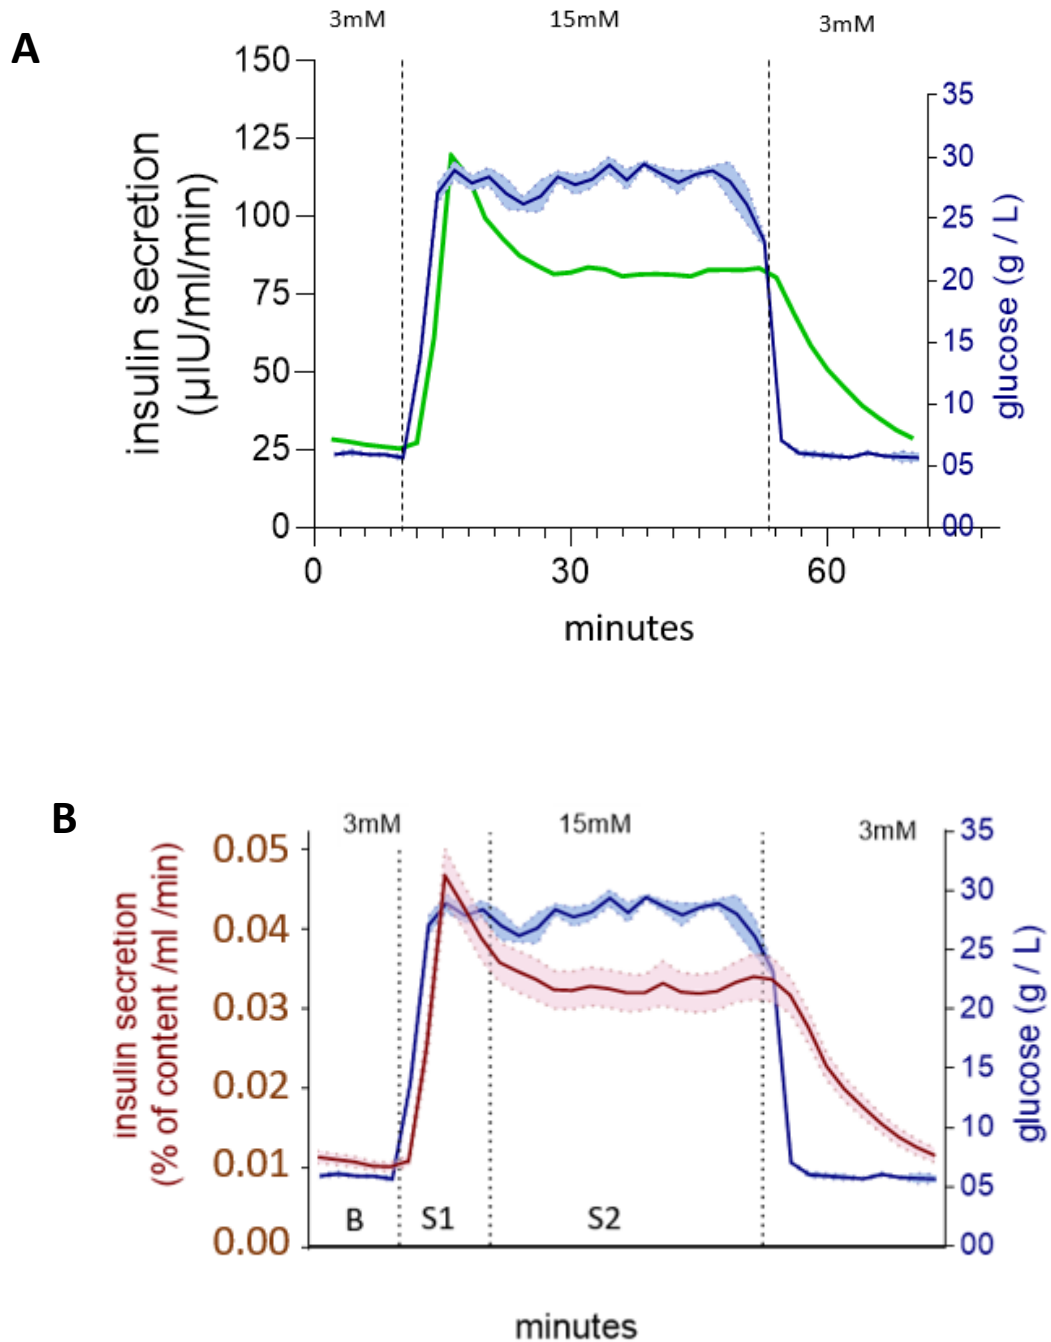 A
3mM 15mM 3mM
150
125
100
75
50
25
0
insulin secretion
(µIU/ml/min)
35
30
25
20
15
10
05
00
glucose (g / L)
0 30 60
minutes
B
3mM 15mM 3mM
0.05
0.04
0.03
0.02
0.01
0.00
insulin secretion
(% of content /ml /min)
35
30
25
20
15
10
05
00
glucose (g / L)
B S1 S2
minutes